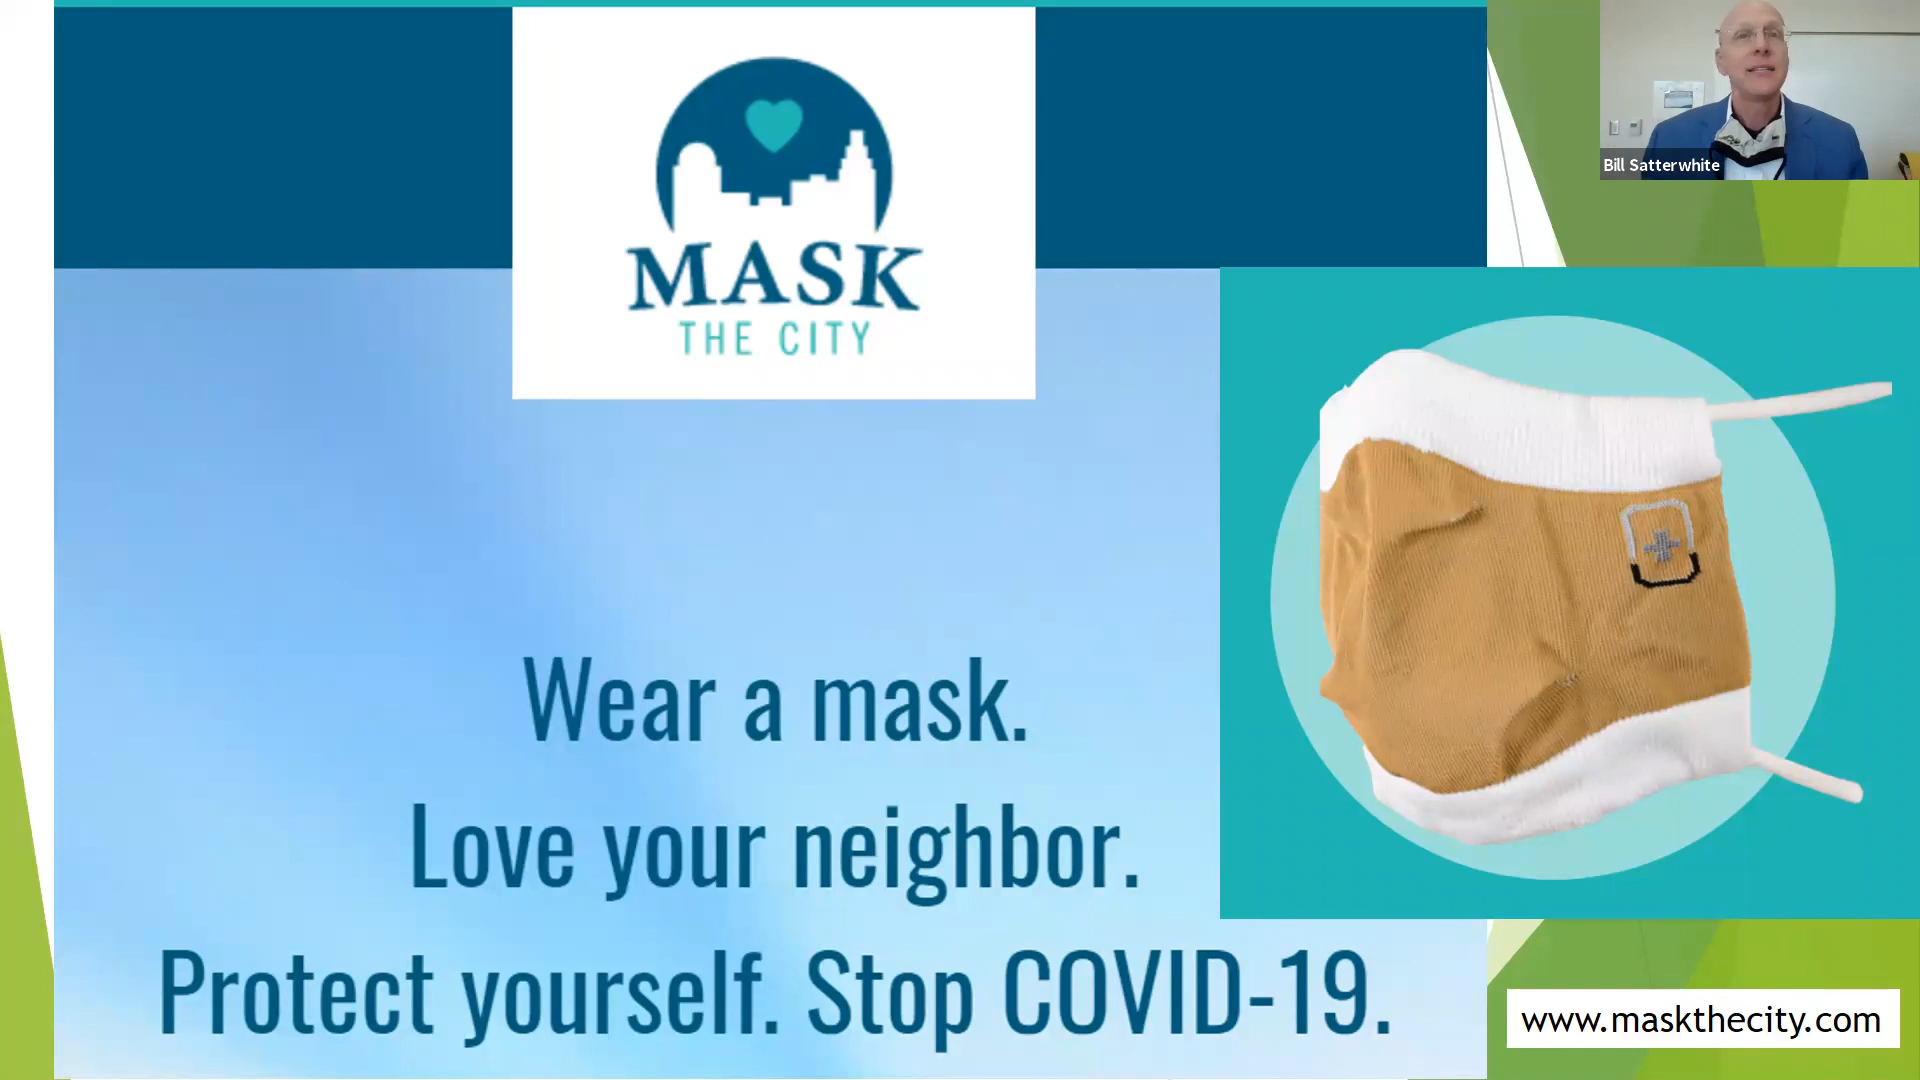 MASK
THE CITY
Bill Satterwhite
Wear a mask.
Love your neighbor.
Protect yourself. Stop COVID-19.
www.maskthecity.com